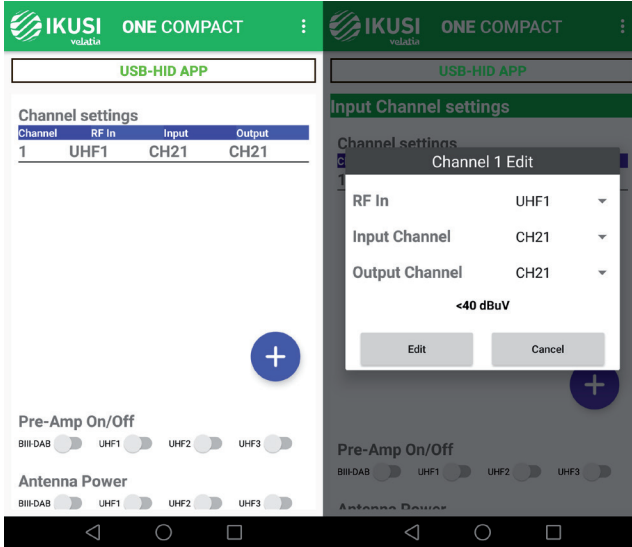 IKUSI
velatia
ONE COMPACT
USB-HID APP
Channel settings
Channel RF In Input Output
1 UHF1 CH21 CH21
+
Pre-Amp On/Off
BIII-DAB UHF1 UHF2 UHF3
Antenna Power
BIII-DAB UHF1 UHF2 UHF3
IKUSI
velatia
ONE COMPACT
USB-HID APP
Input Channel settings
Channel settings
C
1
Channel 1 Edit
RF In UHF1
Input Channel CH21
Output Channel CH21
<40 dBuV
Edit Cancel
+
Pre-Amp On/Off
BIII-DAB UHF1 UHF2 UHF3
Antenna Power